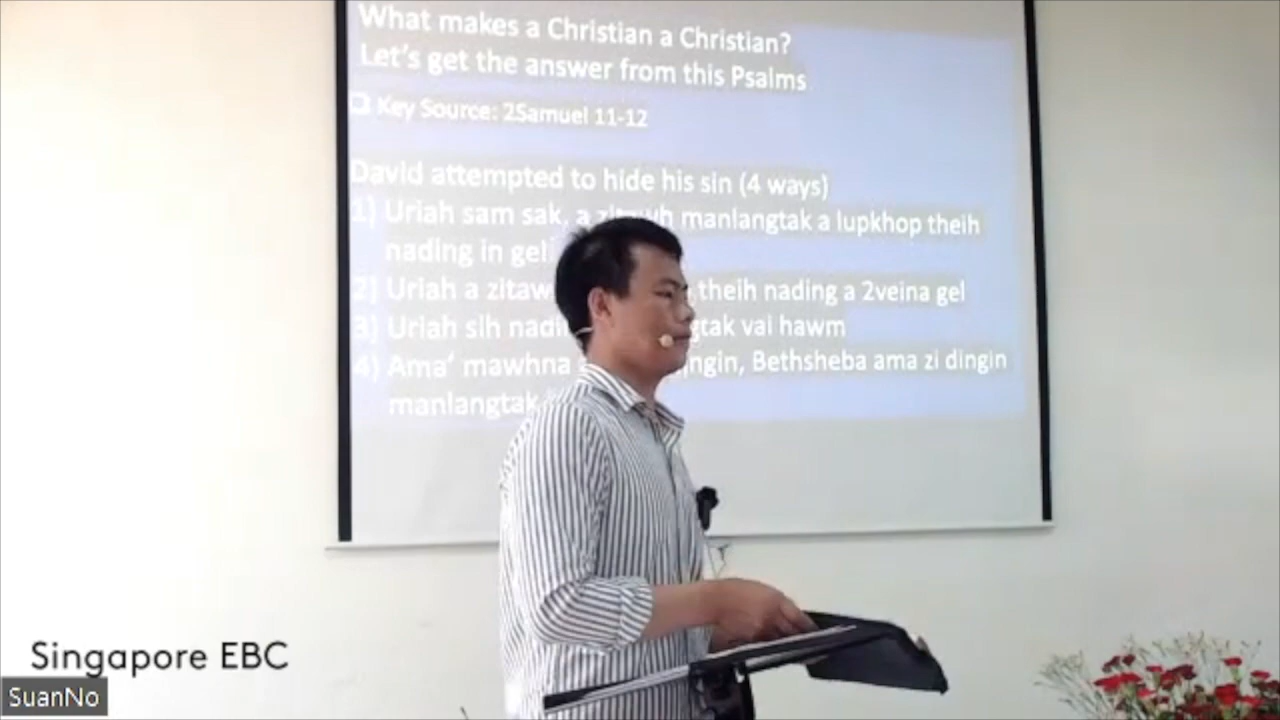 What makes a Christian a Christian?
Let's get the answer from this Psalms
Key Source: 2Samuel 11-12
David attempted to hide his sin (4 ways)
1) Uriah sam sak, a manlangtak a lupkhop theih
nading in
2) Uriah a theih nading a 2veina gel
3) Uriah sih vai hawm
4) Ama' mawhna Bethsheba ama zi dingin
manlangtak
Singapore EBC
SuanNo